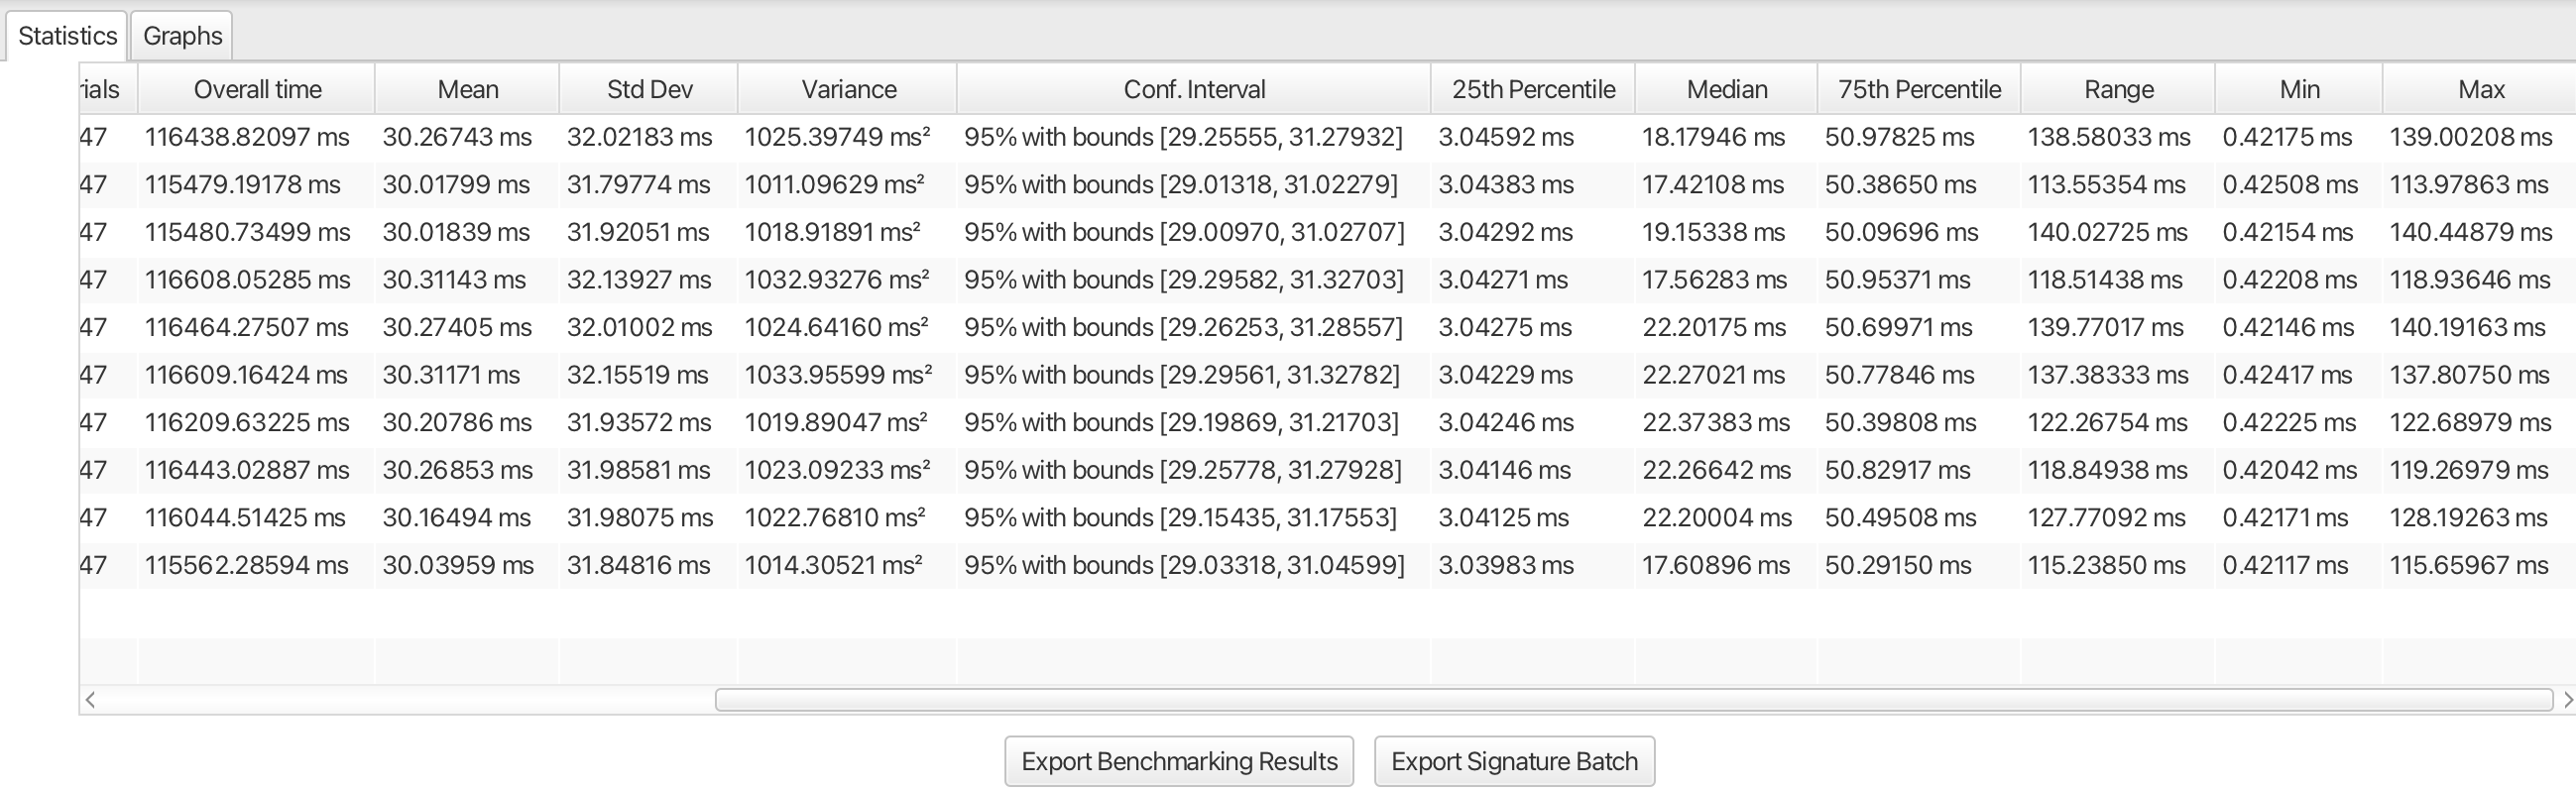 Statistics Graphs
rials Overall time Mean Std Dev Variance Conf. Interval 25th Percentile Median 75th Percentile Range Min Max
47 116438.82097 ms 30.26743 ms 32.02183 ms 1025.39749 ms² 95% with bounds [29.25555, 31.27932] 3.04592 ms 18.17946 ms 50.97825 ms 138.58033 ms 0.42175 ms 139.00208 ms
47 115479.19178 ms 30.01799 ms 31.79774 ms 1011.09629 ms² 95% with bounds [29.01318, 31.02279] 3.04383 ms 17.42108 ms 50.38650 ms 113.55354 ms 0.42508 ms 113.97863 ms
47 115480.73499 ms 30.01839 ms 31.92051 ms 1018.91891 ms² 95% with bounds [29.00970, 31.02707] 3.04292 ms 19.15338 ms 50.09696 ms 140.02725 ms 0.42154 ms 140.44879 ms
47 116608.05285 ms 30.31143 ms 32.13927 ms 1032.93276 ms² 95% with bounds [29.29582, 31.32703] 3.04271 ms 17.56283 ms 50.95371 ms 118.51438 ms 0.42208 ms 118.93646 ms
47 116464.27507 ms 30.27405 ms 32.01002 ms 1024.64160 ms² 95% with bounds [29.26253, 31.28557] 3.04275 ms 22.20175 ms 50.69971 ms 139.77017 ms 0.42146 ms 140.19163 ms
47 116609.16424 ms 30.31171 ms 32.15519 ms 1033.95599 ms² 95% with bounds [29.29561, 31.32782] 3.04229 ms 22.27021 ms 50.77846 ms 137.38333 ms 0.42417 ms 137.80750 ms
47 116209.63225 ms 30.20786 ms 31.93572 ms 1019.89047 ms² 95% with bounds [29.19869, 31.21703] 3.04246 ms 22.37383 ms 50.39808 ms 122.26754 ms 0.42225 ms 122.68979 ms
47 116443.02887 ms 30.26853 ms 31.98581 ms 1023.09233 ms² 95% with bounds [29.25778, 31.27928] 3.04146 ms 22.26642 ms 50.82917 ms 118.84938 ms 0.42042 ms 119.26979 ms
47 116044.51425 ms 30.16494 ms 31.98075 ms 1022.76810 ms² 95% with bounds [29.15435, 31.17553] 3.04125 ms 22.20004 ms 50.49508 ms 127.77092 ms 0.42171 ms 128.19263 ms
47 115562.28594 ms 30.03959 ms 31.84816 ms 1014.30521 ms² 95% with bounds [29.03318, 31.04599] 3.03983 ms 17.60896 ms 50.29150 ms 115.23850 ms 0.42117 ms 115.65967 ms
Export Benchmarking Results Export Signature Batch